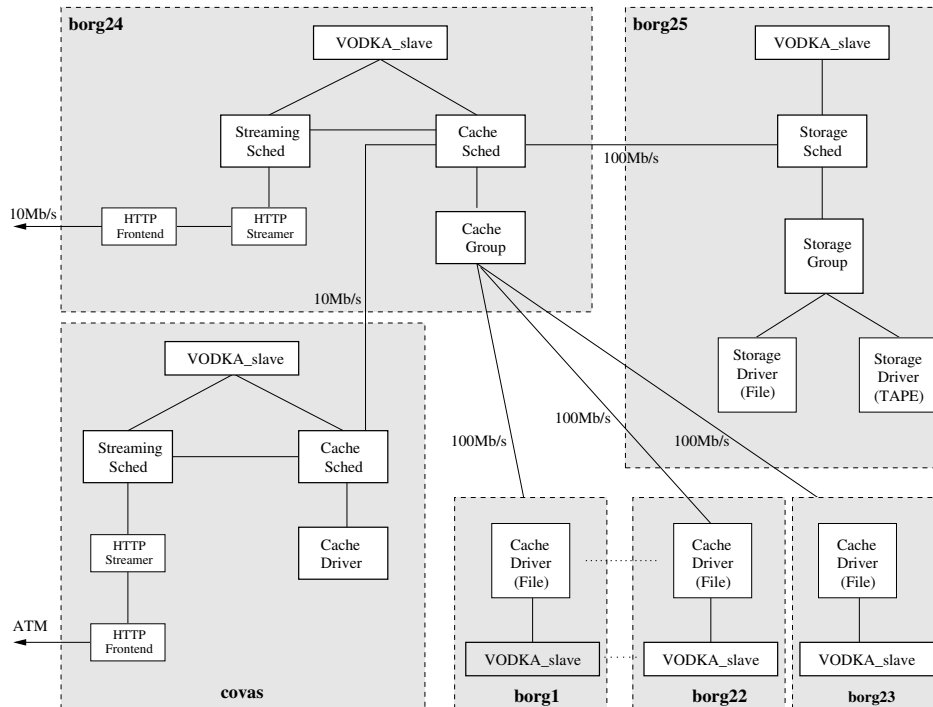 borg24
VODKA_slave
Streaming
Sched
Cache
Sched
HTTP
Frontend
HTTP
Streamer
Cache
Group
10Mb/s
100Mb/s
10Mb/s
borg25
VODKA_slave
Storage
Sched
Storage
Group
Storage
Driver
(File)
Storage
Driver
(TAPE)
VODKA_slave
Streaming
Sched
Cache
Sched
HTTP
Streamer
Cache
Driver
HTTP
Frontend
ATM
covas
100Mb/s
100Mb/s
100Mb/s
Cache
Driver
(File)
VODKA_slave
borg1
Cache
Driver
(File)
VODKA_slave
borg22
Cache
Driver
(File)
VODKA_slave
borg23